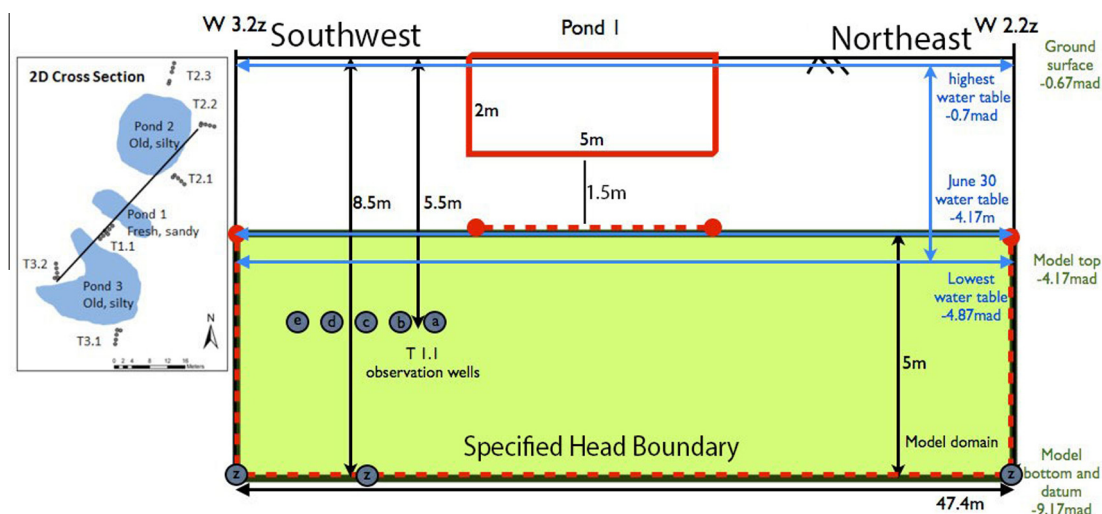 W 3.2z
Southwest
Pond 1
Northeast
W 2.2z
2D Cross Section
T2.3
T2.2
Pond 2
Old, silty
T2.1
Pond 1
Fresh, sandy
T1.1
T3.2
Pond 3
Old, silty
T3.1
N
0 2 4 8 12 16
Meters
2m
5m
1.5m
8.5m
5.5m
Ground
surface
-0.67mad
highest
water table
-0.7mad
June 30
water table
-4.17m
Model top
-4.17mad
Lowest
water table
-4.87mad
e d c b a
T 1.1
observation wells
5m
Specified Head Boundary
Model domain
z z z
Model
bottom and
datum
-9.17mad
47.4m